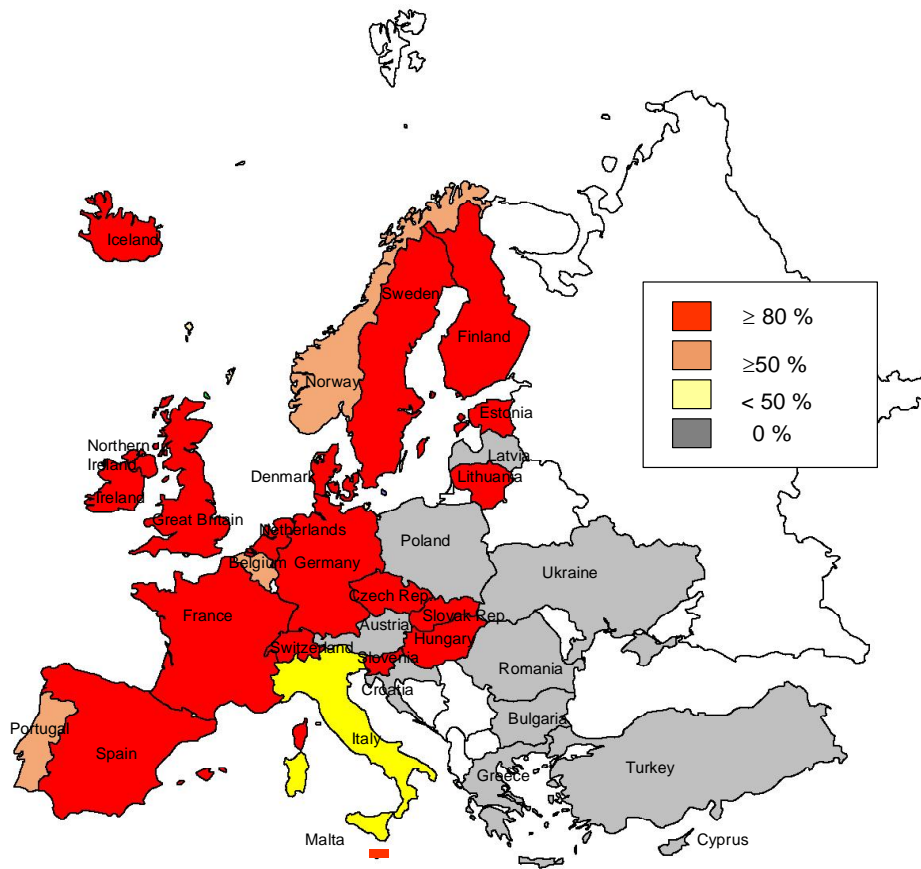 Iceland
Sweden
Finland
≥ 80 %
≥50 %
< 50 %
0 %
Norway
Estonia
Latvia
Lithuania
Northern
Ireland
Ireland
Denmark
Great Britain
Netherlands
Belgium
Germany
Poland
Ukraine
Czech Rep.
Slovak Rep.
France
Austria
Hungary
Switzerland
Slovenia
Romania
Croatia
Bulgaria
Portugal
Spain
Italy
Greece
Turkey
Malta
Cyprus